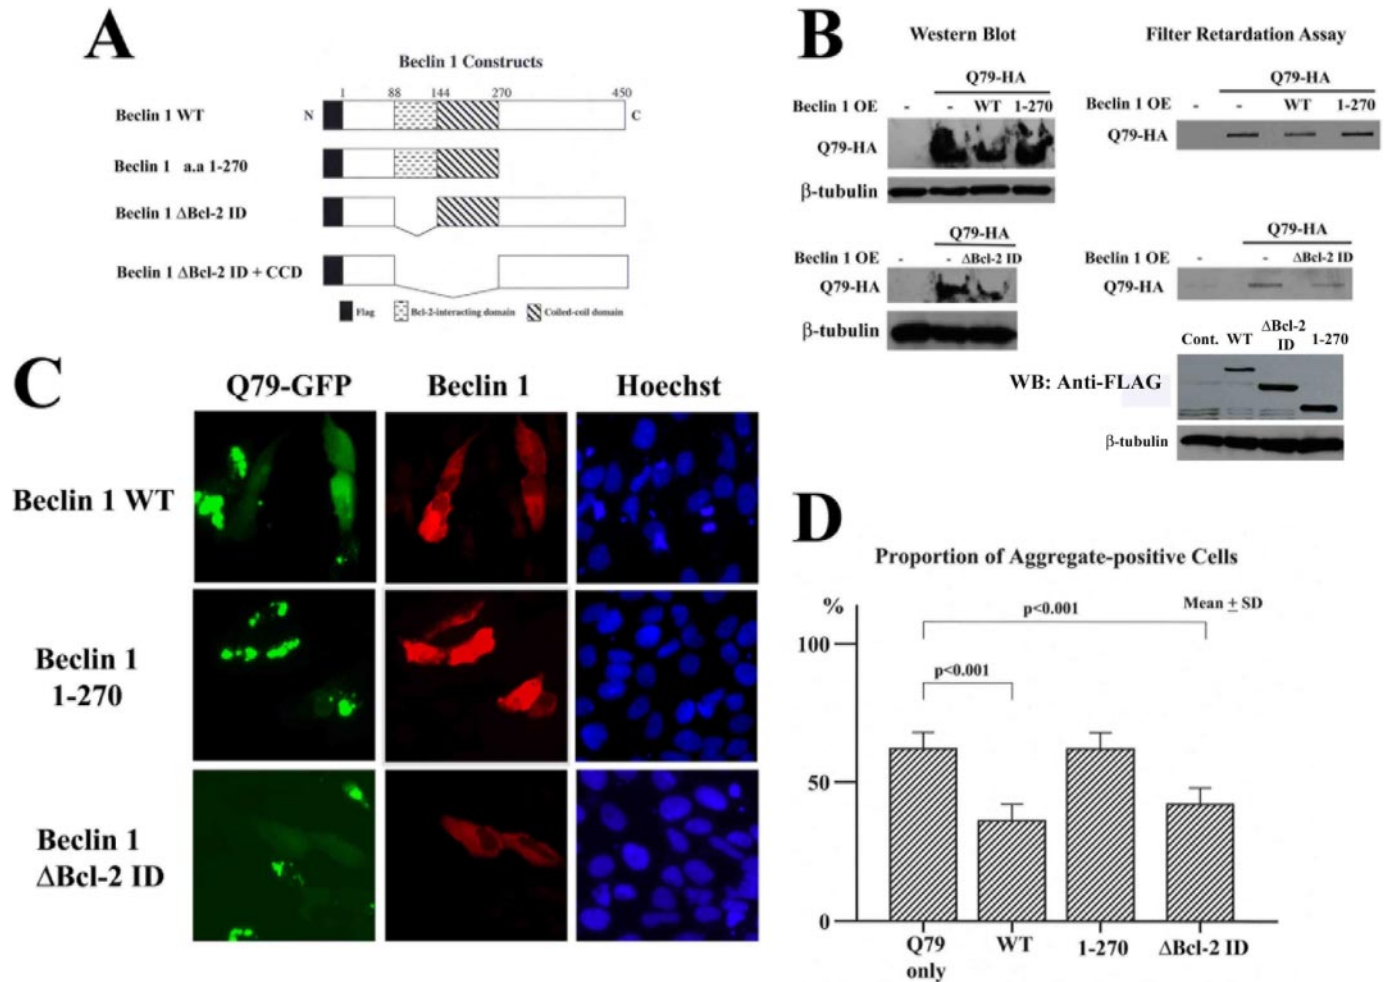 A
Beclin 1 Constructs
1 88 144 270 450
Beclin 1 WT N C
Beclin 1 a.a 1-270
Beclin 1 ΔBcl-2 ID
Beclin 1 ΔBcl-2 ID + CCD
Flag Bcl-2-interacting domain Coiled-coil domain
B
Western Blot
Q79-HA
Beclin 1 OE - - WT 1-270
Q79-HA
β-tubulin
Q79-HA
Beclin 1 OE - - ΔBcl-2 ID
Q79-HA
β-tubulin
Filter Retardation Assay
Q79-HA
Beclin 1 OE - - WT 1-270
Q79-HA
Q79-HA
Beclin 1 OE - - ΔBcl-2 ID
Q79-HA
Cont. WT ΔBcl-2 ID 1-270
WB: Anti-FLAG
β-tubulin
C
Q79-GFP Beclin 1 Hoechst
Beclin 1 WT
Beclin 1
1-270
Beclin 1
ΔBcl-2 ID
D
Proportion of Aggregate-positive Cells
%
Mean ± SD
p<0.001
100
p<0.001
50
0
Q79 only WT 1-270 ΔBcl-2 ID